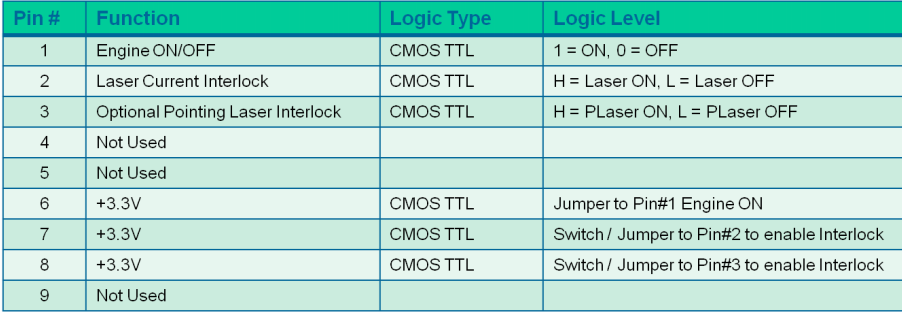 Pin # Function Logic Type Logic Level
1 Engine ON/OFF CMOS TTL 1 = ON, 0 = OFF
2 Laser Current Interlock CMOS TTL H = Laser ON, L = Laser OFF
3 Optional Pointing Laser Interlock CMOS TTL H = PLaser ON, L = PLaser OFF
4 Not Used
5 Not Used
6 +3.3V CMOS TTL Jumper to Pin#1 Engine ON
7 +3.3V CMOS TTL Switch / Jumper to Pin#2 to enable Interlock
8 +3.3V CMOS TTL Switch / Jumper to Pin#3 to enable Interlock
9 Not Used